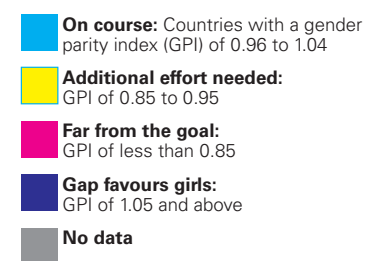 On course: Countries with a gender
parity index (GPI) of 0.96 to 1.04
Additional effort needed:
GPI of 0.85 to 0.95
Far from the goal:
GPI of less than 0.85
Gap favours girls:
GPI of 1.05 and above
No data